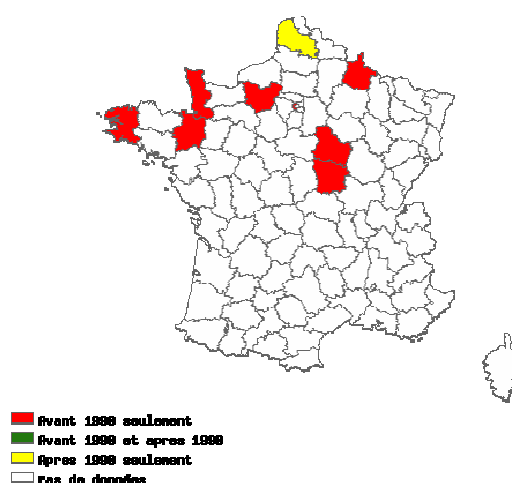 Avant 1990 seulement
Avant 1990 et apres 1990
Apres 1990 seulement
Pas de données